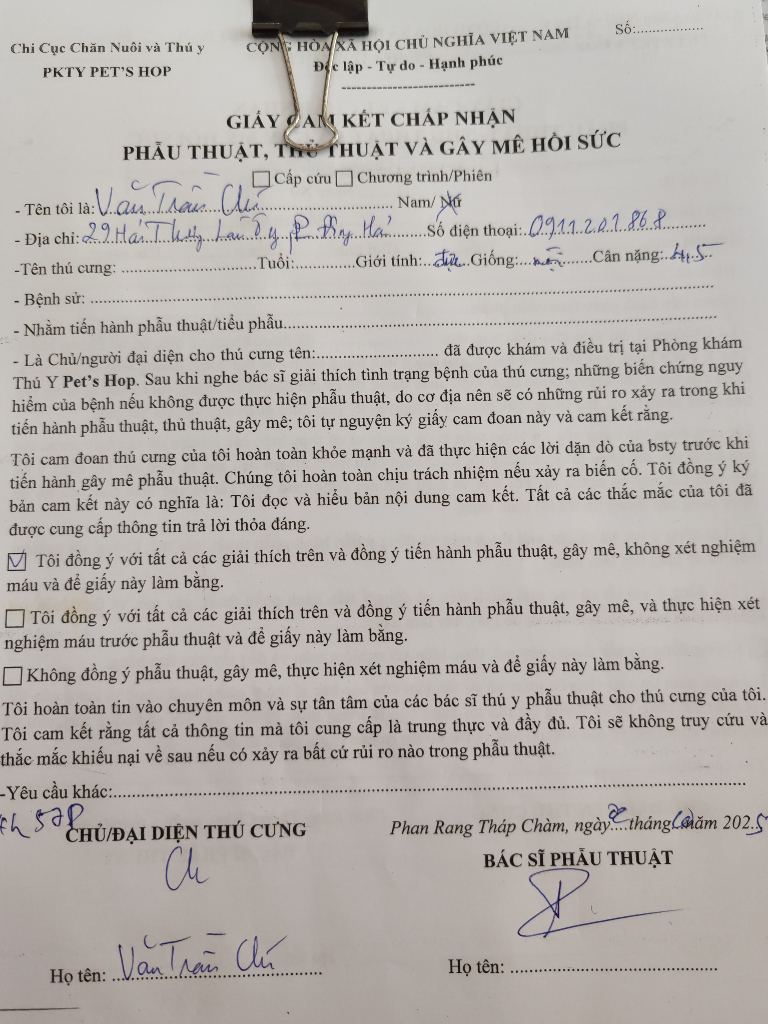 Chi Cục Chăn Nuôi và Thú y
PKTY PET'S HOP
CỘNG HÒA XÃ HỘI CHỦ NGHĨA VIỆT NAM
Độc lập - Tự do - Hạnh phúc
Số:.................
GIẤY CAM KẾT CHẤP NHẬN
PHẪU THUẬT, THỦ THUẬT VÀ GÂY MÊ HỒI SỨC
Cấp cứu Chương trình/Phiên
- Tên tôi là: Văn Trần Chí Nam/ Nữ
- Địa chỉ: 29 Hải Thượng Lãn Ông, P. Đông Hải Số điện thoại: 0911.201.868
-Tên thú cưng: ..........................Tuổi:.............Giới tính: đực Giống: Cân nặng: 4.5
- Bệnh sử: ....................................................................................
- Nhằm tiến hành phẫu thuật/tiểu phẫu..........................................................
- Là Chủ/người đại diện cho thú cưng tên:........................ đã được khám và điều trị tại Phòng khám
Thú Y Pet's Hop. Sau khi nghe bác sĩ giải thích tình trạng bệnh của thú cưng; những biến chứng nguy
hiểm của bệnh nếu không được thực hiện phẫu thuật, do cơ địa nên sẽ có những rủi ro xảy ra trong khi
tiến hành phẫu thuật, thủ thuật, gây mê; tôi tự nguyện ký giấy cam đoan này và cam kết rằng.
Tôi cam đoan thú cưng của tôi hoàn toàn khỏe mạnh và đã thực hiện các lời dặn dò của bsty trước khi
tiến hành gây mê phẫu thuật. Chúng tôi hoàn toàn chịu trách nhiệm nếu xảy ra biến cố. Tôi đồng ý ký
bản cam kết này có nghĩa là: Tôi đọc và hiểu bản nội dung cam kết. Tất cả các thắc mắc của tôi đã
được cung cấp thông tin trả lời thỏa đáng.
Tôi đồng ý với tất cả các giải thích trên và đồng ý tiến hành phẫu thuật, gây mê, không xét nghiệm
máu và để giấy này làm bằng.
Tôi đồng ý với tất cả các giải thích trên và đồng ý tiến hành phẫu thuật, gây mê, và thực hiện xét
nghiệm máu trước phẫu thuật và để giấy này làm bằng.
Không đồng ý phẫu thuật, gây mê, thực hiện xét nghiệm máu và để giấy này làm bằng.
Tôi hoàn toàn tin vào chuyên môn và sự tân tâm của các bác sĩ thú y phẫu thuật cho thú cưng của tôi.
Tôi cam kết rằng tất cả thông tin mà tôi cung cấp là trung thực và đầy đủ. Tôi sẽ không truy cứu và
thắc mắc khiếu nại về sau nếu có xảy ra bất cứ rủi ro nào trong phẫu thuật.
-Yêu cầu khác:..................................................................................
CHỦ/ĐẠI DIỆN THÚ CƯNG
Phan Rang Tháp Chàm, ngày....tháng năm 2025
BÁC SĨ PHẪU THUẬT
Họ tên: Văn Trần Chí
Họ tên: ....................................